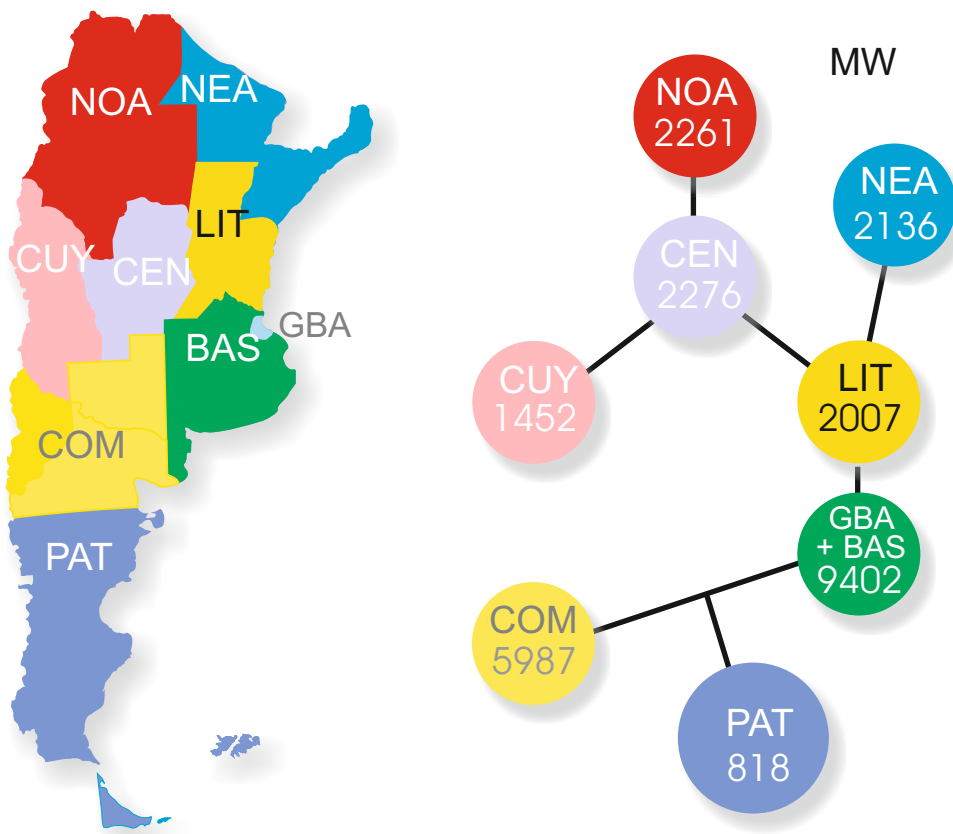 NOA
NEA
LIT
CUY
CEN
GBA
BAS
COM
PAT
MW
NOA
2261
NEA
2136
CEN
2276
CUY
1452
LIT
2007
GBA
+ BAS
9402
COM
5987
PAT
818